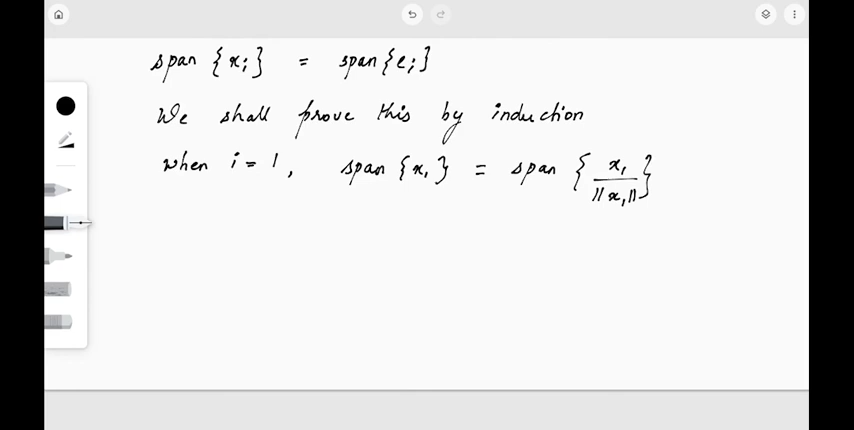 span {xᵢ} = span{eᵢ}
We shall prove this by induction
when i = 1, span {x₁} = span {x₁/||x₁||}